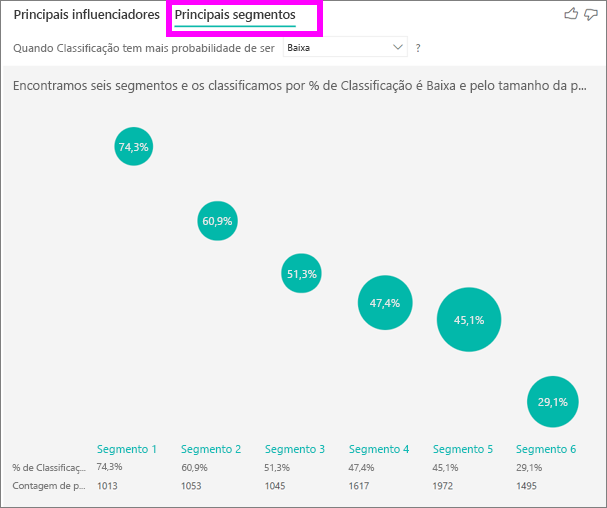 Principais influenciadores Principais segmentos
Quando Classificação tem mais probabilidade de ser Baixa ?
Encontramos seis segmentos e os classificamos por % de Classificação é Baixa e pelo tamanho da p...
74,3%
60,9%
51,3%
47,4%
45,1%
29,1%
Segmento 1 Segmento 2 Segmento 3 Segmento 4 Segmento 5 Segmento 6
% de Classificaç... 74,3% 60,9% 51,3% 47,4% 45,1% 29,1%
Contagem de p... 1013 1053 1045 1617 1972 1495